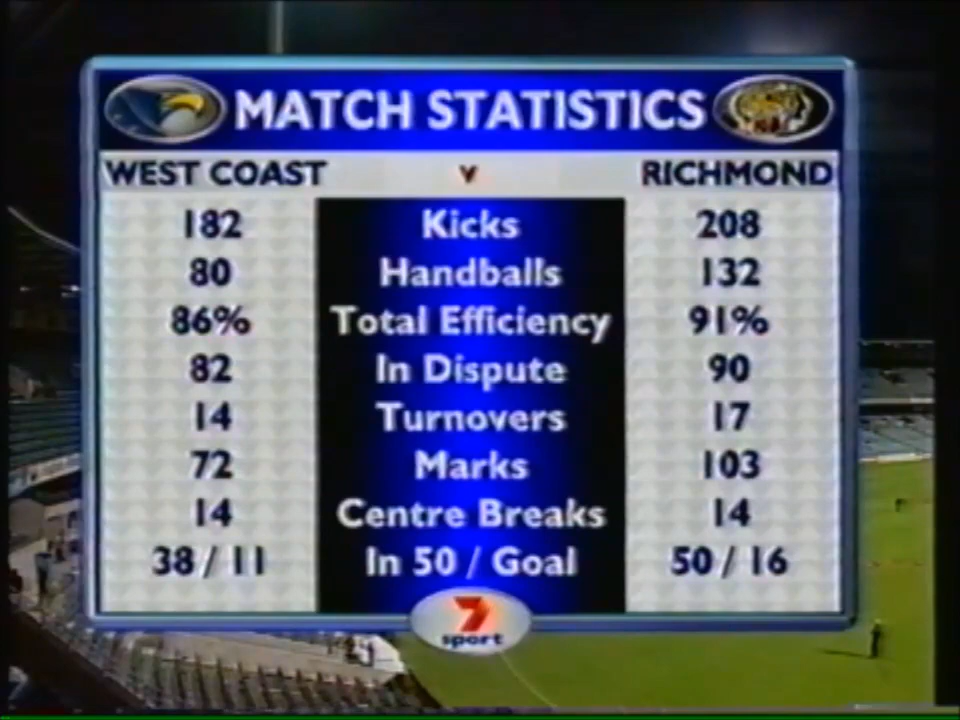 MATCH STATISTICS
WEST COAST v RICHMOND
182 Kicks 208
80 Handballs 132
86% Total Efficiency 91%
82 In Dispute 90
14 Turnovers 17
72 Marks 103
14 Centre Breaks 14
38 / 11 In 50 / Goal 50 / 16
7
sport